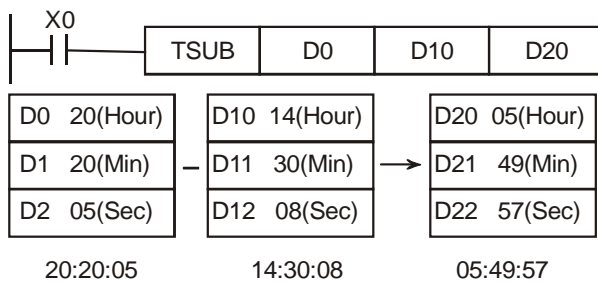 X0
TSUB D0 D10 D20
D0 20(Hour) D10 14(Hour) D20 05(Hour)
D1 20(Min) – D11 30(Min) → D21 49(Min)
D2 05(Sec) D12 08(Sec) D22 57(Sec)
20:20:05 14:30:08 05:49:57